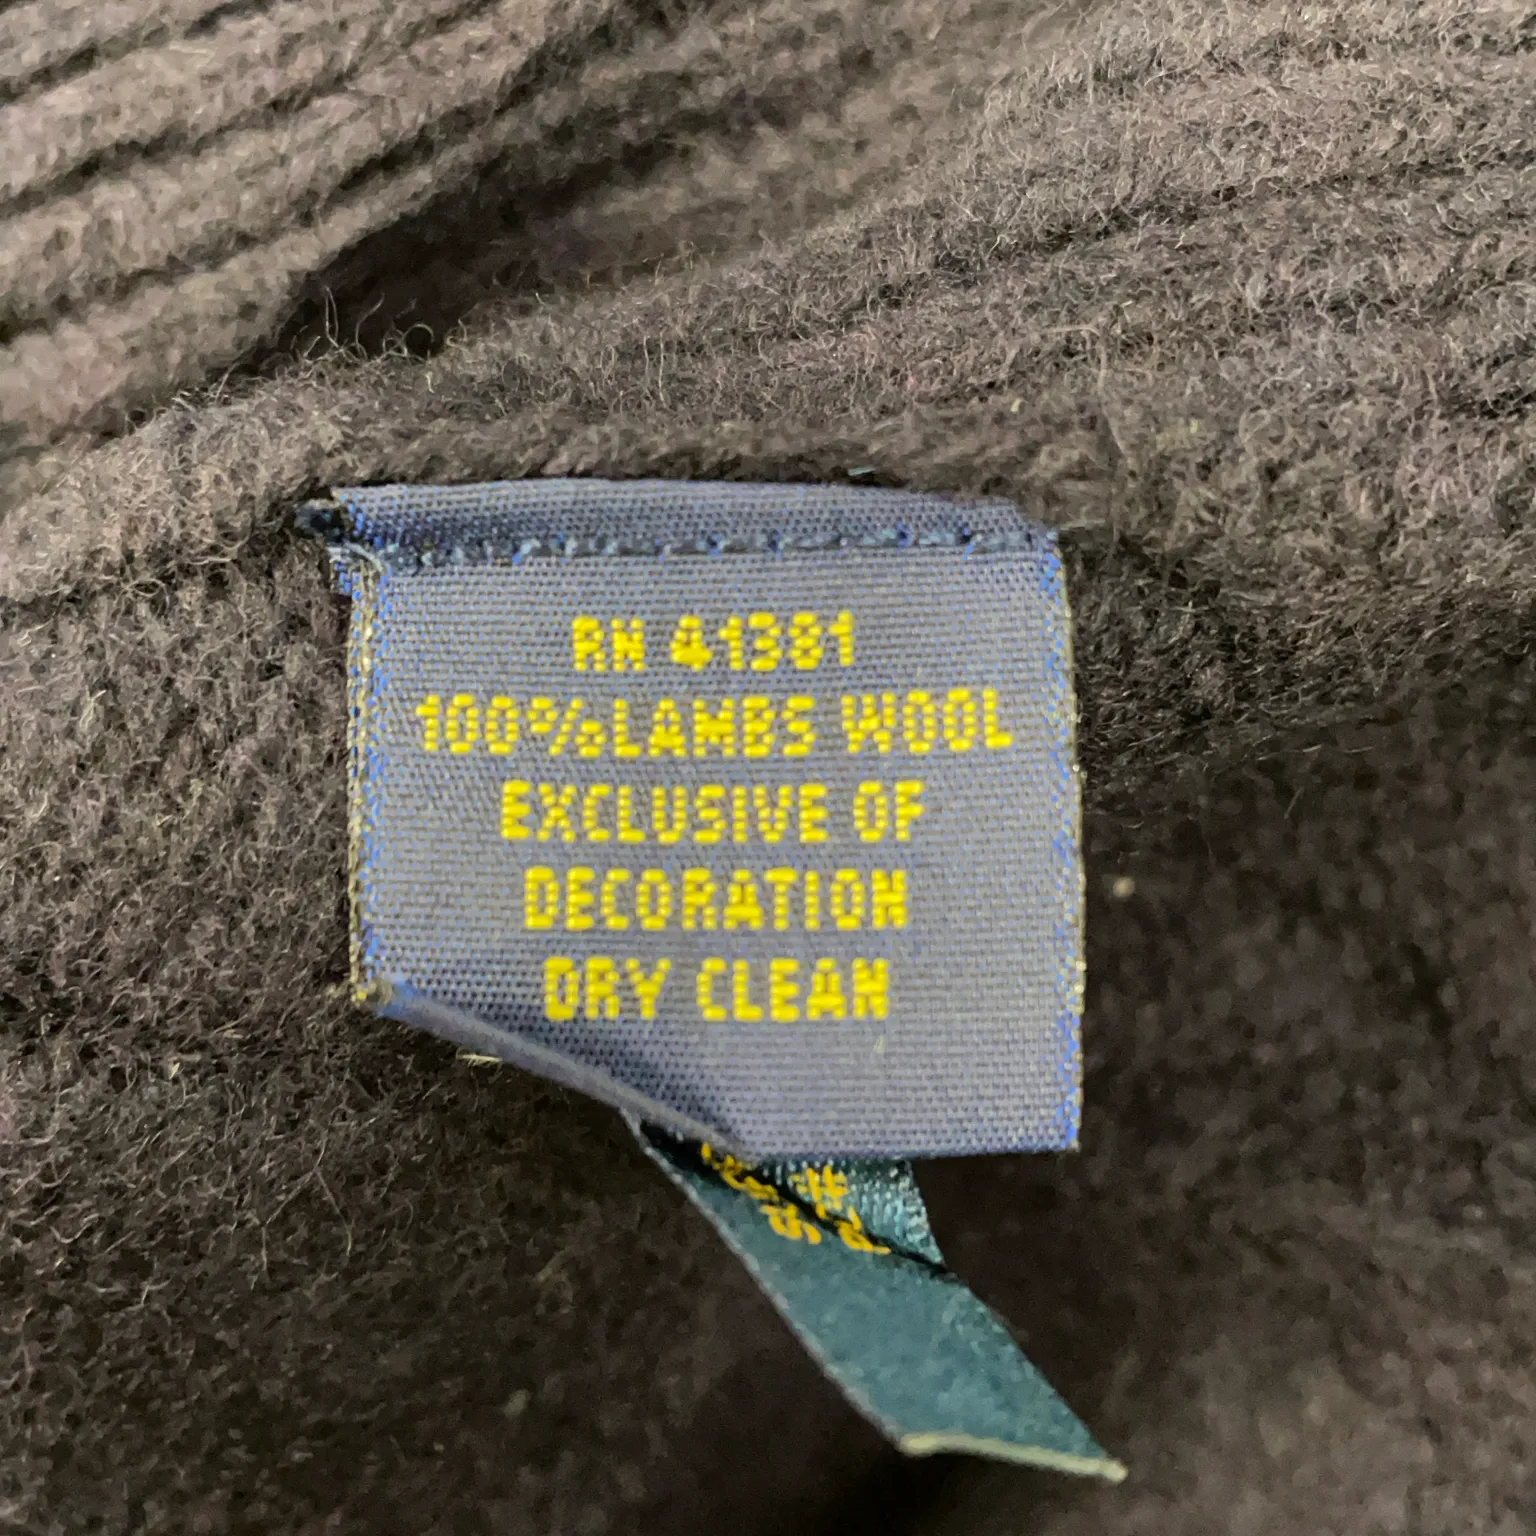 RN 41381
100%LAMBS WOOL
EXCLUSIVE OF
DECORATION
DRY CLEAN